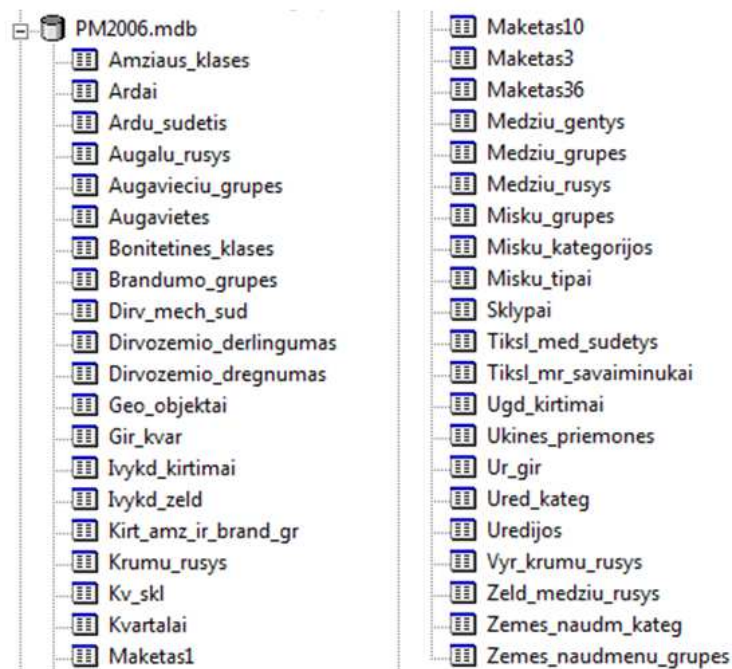 PM2006.mdb
Amziaus_klases
Ardai
Ardu_sudetis
Augalu_rusys
Augavieciu_grupes
Augavietes
Bonitetines_klases
Brandumo_grupes
Dirv_mech_sud
Dirvozemio_derlingumas
Dirvozemio_dregnumas
Geo_objektai
Gir_kvar
Ivykd_kirtimai
Ivykd_zeld
Kirt_amz_ir_brand_gr
Krumu_rusys
Kv_skl
Kvartalai
Maketas1
Maketas10
Maketas3
Maketas36
Medziu_gentys
Medziu_grupes
Medziu_rusys
Misku_grupes
Misku_kategorijos
Misku_tipai
Sklypai
Tiksl_med_sudetys
Tiksl_mr_savaiminukai
Ugd_kirtimai
Ukines_priemones
Ur_gir
Ured_kateg
Uredijos
Vyr_krumu_rusys
Zeld_medziu_rusys
Zemes_naudm_kateg
Zemes_naudmenu_grupes